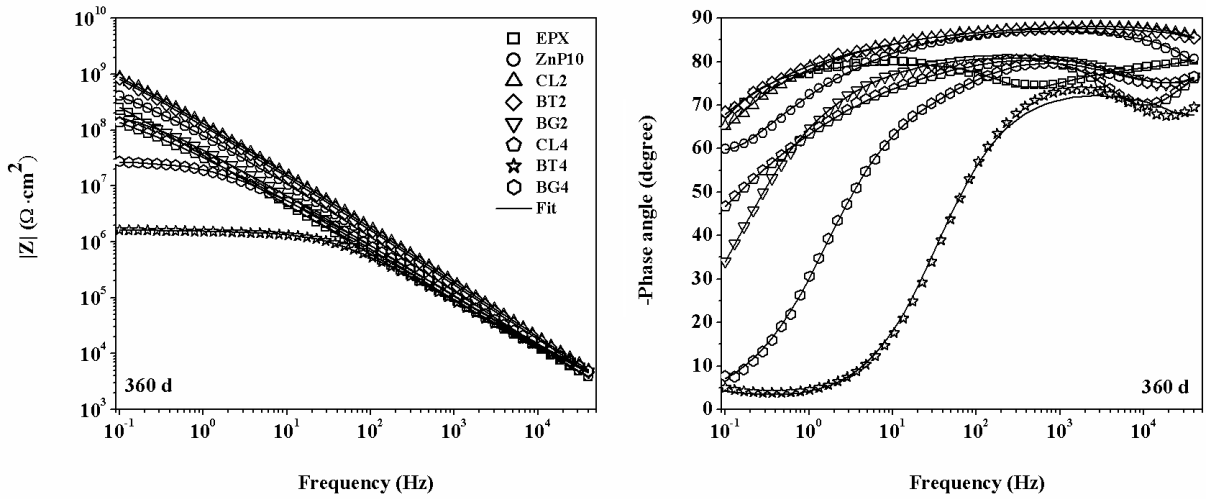 10^10
10^9
10^8
10^7
10^6
10^5
10^4
10^3
|Z| (Ω·cm^2)
EPX
ZnP10
CL2
BT2
BG2
CL4
BT4
BG4
Fit
360 d
10^-1 10^0 10^1 10^2 10^3 10^4
Frequency (Hz)
90
80
70
60
50
40
30
20
10
0
-Phase angle (degree)
360 d
10^-1 10^0 10^1 10^2 10^3 10^4
Frequency (Hz)